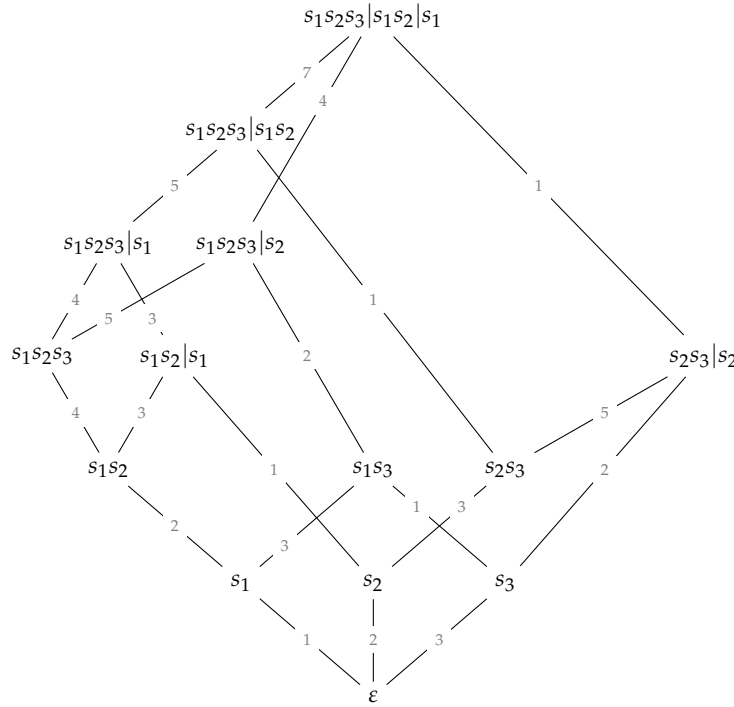 s₁s₂s₃|s₁s₂|s₁
7
4
s₁s₂s₃|s₁s₂
5
1
s₁s₂s₃|s₁ s₁s₂s₃|s₂
4 5 3 1
2
s₁s₂s₃ s₁s₂|s₁ s₂s₃|s₂
4 3 5
s₁s₂ s₁s₃ s₂s₃
1 2
1 3
2 3
s₁ s₂ s₃
1 2 3
ε